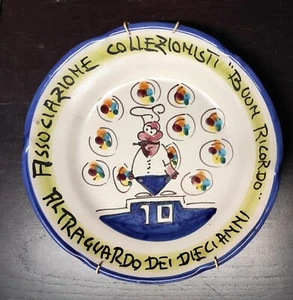 ASSOCIAZIONE COLLEZIONISTI "BUON RICORDO"
AL TRAGUARDO DEI DIECI ANNI
10